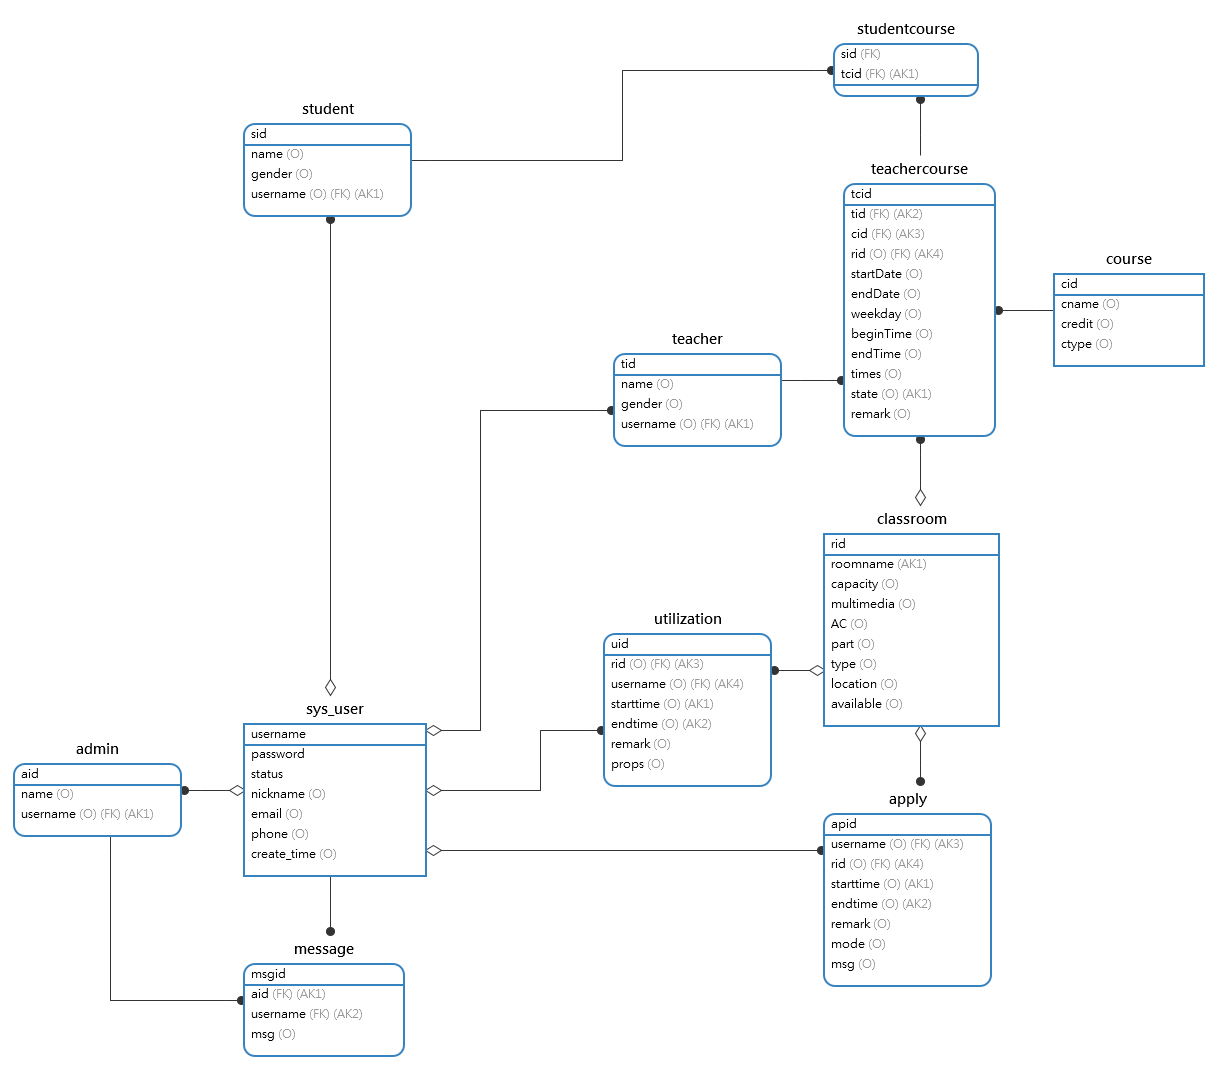 studentcourse
sid (FK)
tcid (FK) (AK1)
student
sid
name (O)
gender (O)
username (O) (FK) (AK1)
teachercourse
tcid
tid (FK) (AK2)
cid (FK) (AK3)
rid (O) (FK) (AK4)
startDate (O)
endDate (O)
weekday (O)
beginTime (O)
endTime (O)
times (O)
state (O) (AK1)
remark (O)
course
cid
cname (O)
credit (O)
ctype (O)
teacher
tid
name (O)
gender (O)
username (O) (FK) (AK1)
classroom
rid
roomname (AK1)
capacity (O)
multimedia (O)
AC (O)
part (O)
type (O)
location (O)
available (O)
utilization
uid
rid (O) (FK) (AK3)
username (O) (FK) (AK4)
starttime (O) (AK1)
endtime (O) (AK2)
remark (O)
props (O)
sys_user
username
password
status
nickname (O)
email (O)
phone (O)
create_time (O)
admin
aid
name (O)
username (O) (FK) (AK1)
apply
apid
username (O) (FK) (AK3)
rid (O) (FK) (AK4)
starttime (O) (AK1)
endtime (O) (AK2)
remark (O)
mode (O)
msg (O)
message
msgid
aid (FK) (AK1)
username (FK) (AK2)
msg (O)